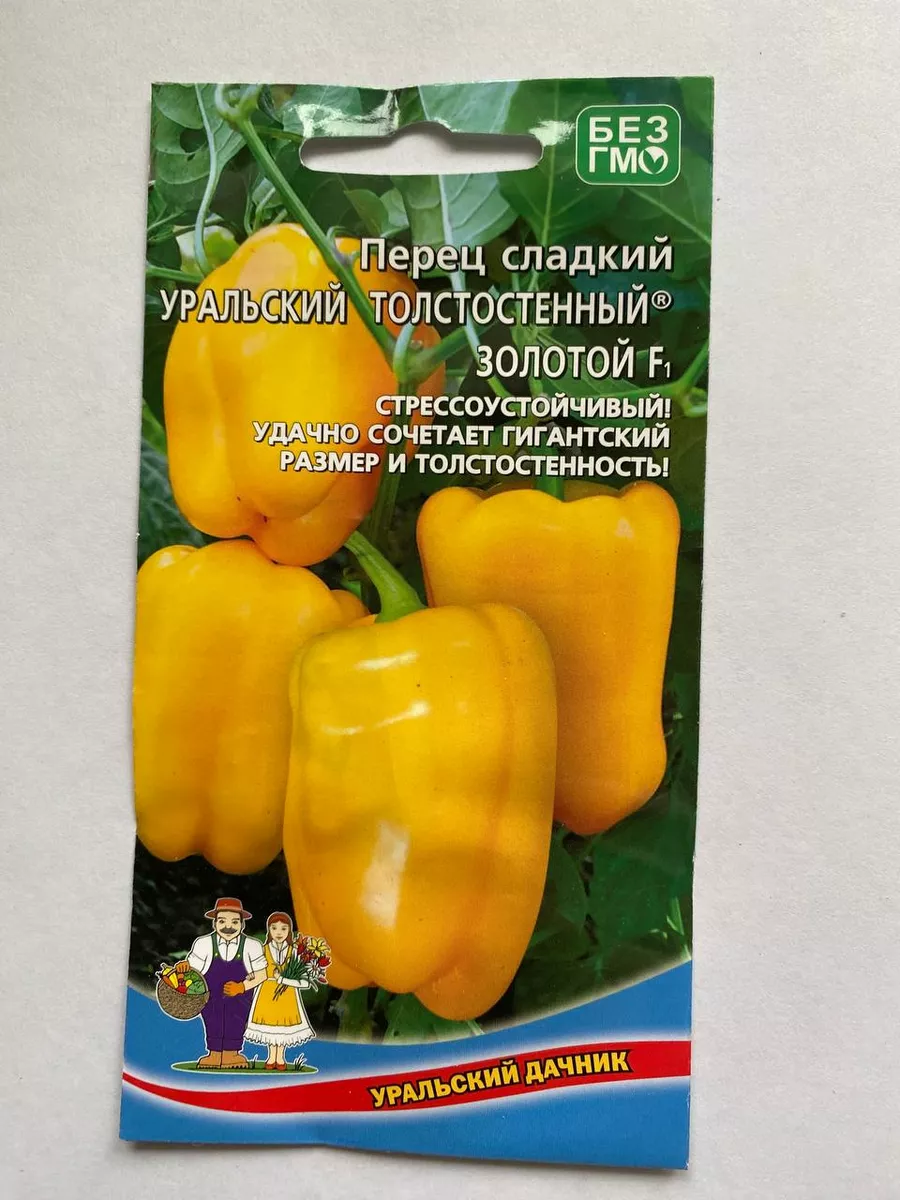 БЕЗ
ГМО
Перец сладкий
УРАЛЬСКИЙ ТОЛСТОСТЕННЫЙ®
ЗОЛОТОЙ F1
СТРЕССОУСТОЙЧИВЫЙ!
УДАЧНО СОЧЕТАЕТ ГИГАНТСКИЙ
РАЗМЕР И ТОЛСТОСТЕННОСТЬ!
УРАЛЬСКИЙ ДАЧНИК